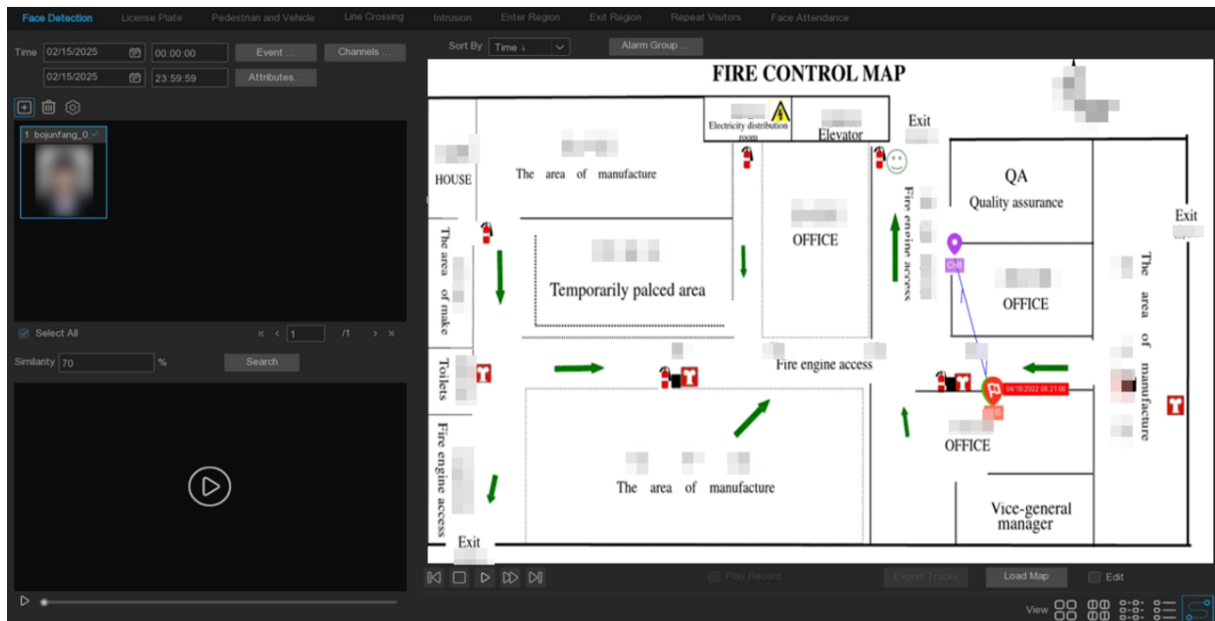 Face Detection
License Plate
Pedestrian and Vehicle
Line Crossing
Intrusion
Enter Region
Exit Region
Repeat Visitors
Face Attendance
Time
02/15/2025
00:00:00
Event ...
Channels ...
02/15/2025
23:59:59
Attributes...
Sort By
Time ↓
Alarm Group ...
1 bojunfang_0
Select All
1
/1
Similarity
70
%
Search
FIRE CONTROL MAP
Electricity distribution
room
Elevator
Exit
HOUSE
The area of manufacture
QA
Quality assurance
OFFICE
Fire engine access
Exit
The area of make
Temporarily palced area
OFFICE
The area of manufacture
Fire engine access
Toilets
04/18/2022 08:21:06
OFFICE
Fire engine access
The area of manufacture
Vice-general
manager
Exit
Play Record
Export Tracks
Load Map
Edit
View